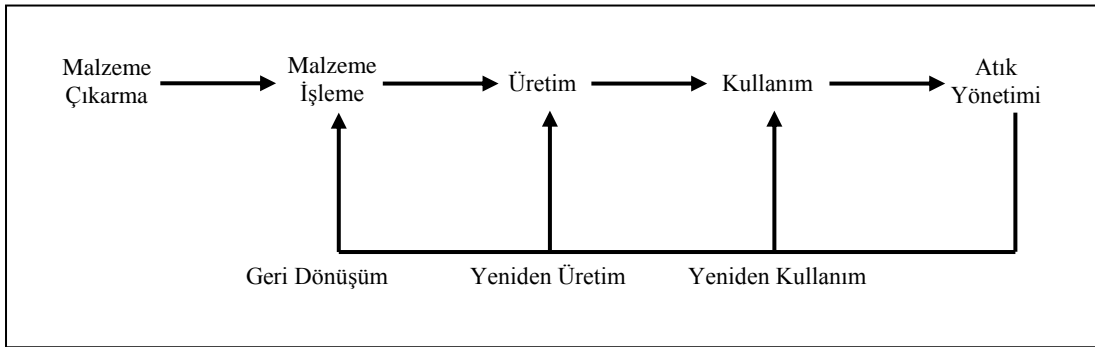 Malzeme
Çıkarma
Malzeme
İşleme
Üretim
Kullanım
Atık
Yönetimi
Geri Dönüşüm
Yeniden Üretim
Yeniden Kullanım